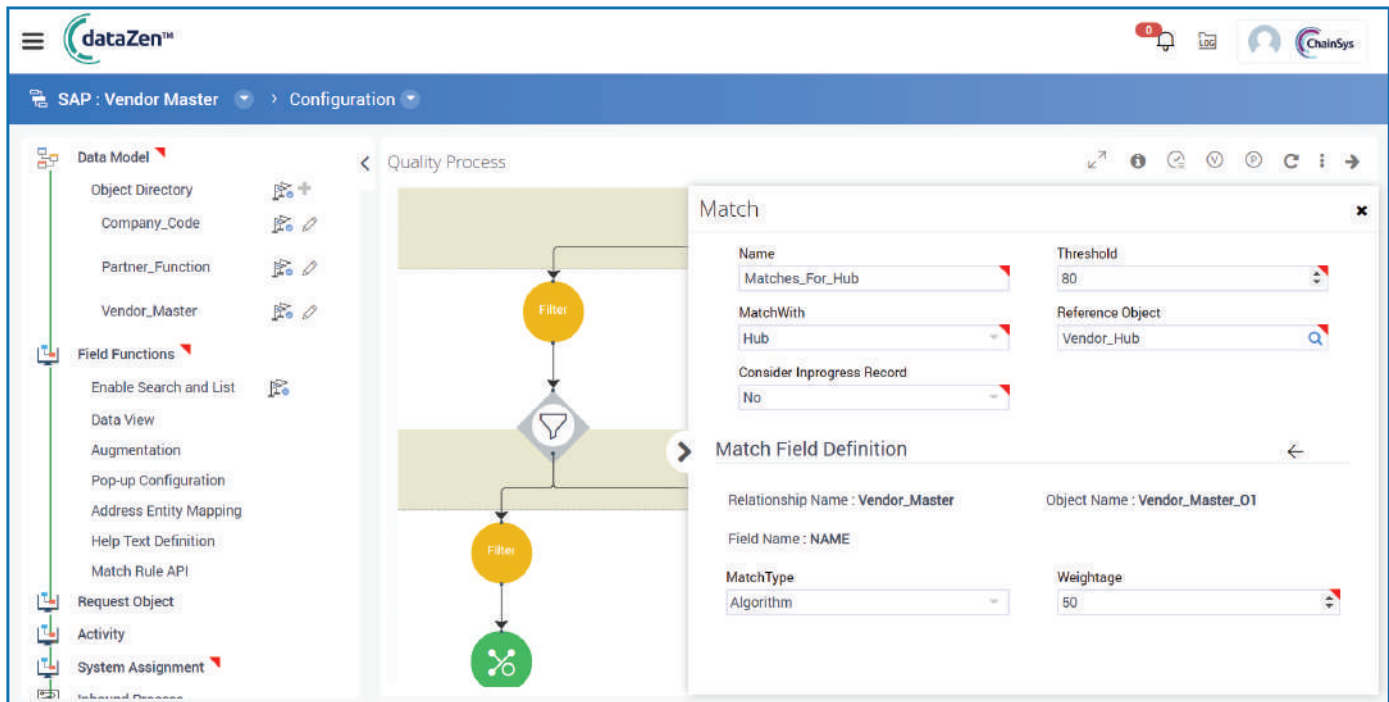 dataZen™
0
LOG
ChainSys
SAP : Vendor Master > Configuration
Data Model
Object Directory
Company_Code
Partner_Function
Vendor_Master
Field Functions
Enable Search and List
Data View
Augmentation
Pop-up Configuration
Address Entity Mapping
Help Text Definition
Match Rule API
Request Object
Activity
System Assignment
Inbound Process
Quality Process
V P
Filter
Filter
Match
Name Threshold
Matches_For_Hub 80
MatchWith Reference Object
Hub Vendor_Hub
Consider Inprogress Record
No
Match Field Definition
Relationship Name : Vendor_Master Object Name : Vendor_Master_O1
Field Name : NAME
MatchType Weightage
Algorithm 50